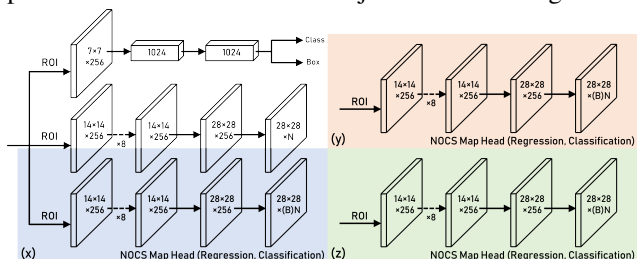 ROI
7×7
×256
1024
1024
Class
Box
ROI
14×14
×256
×8
14×14
×256
28×28
×256
28×28
×N
ROI
14×14
×256
×8
14×14
×256
28×28
×256
28×28
×(B)N
(x)
NOCS Map Head (Regression, Classification)
ROI
14×14
×256
×8
14×14
×256
28×28
×256
28×28
×(B)N
(y)
NOCS Map Head (Regression, Classification)
ROI
14×14
×256
×8
14×14
×256
28×28
×256
28×28
×(B)N
(z)
NOCS Map Head (Regression, Classification)